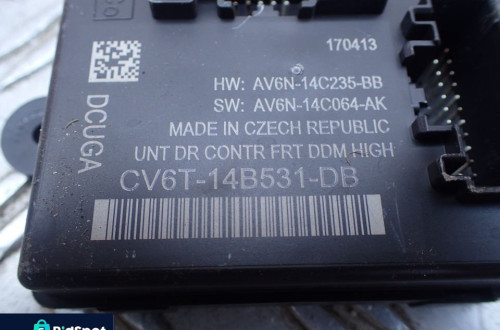 170413
HW: AV6N-14C235-BB
SW: AV6N-14C064-AK
MADE IN CZECH REPUBLIC
UNT DR CONTR FRT DDM HIGH
CV6T-14B531-DB
DCUGA
BidSpot